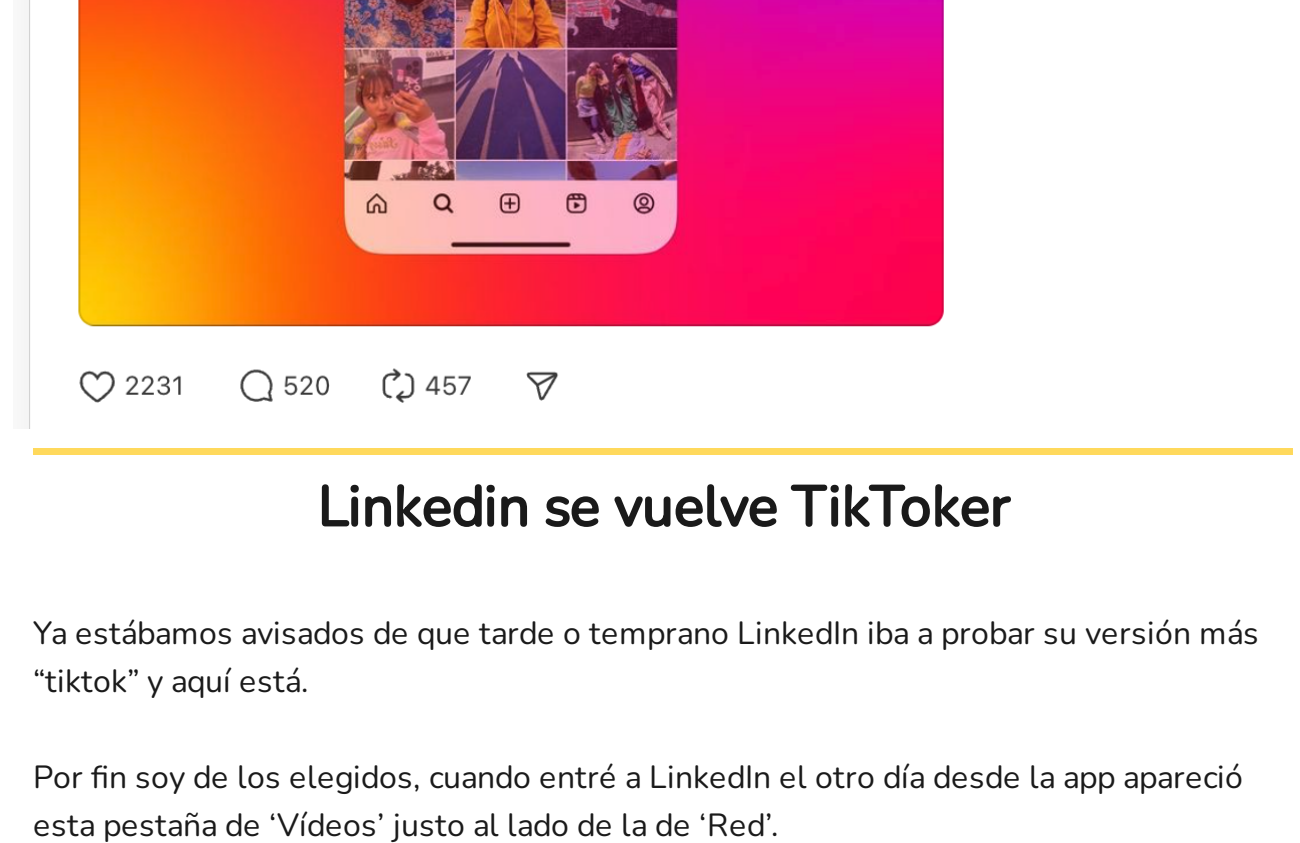 2231 520 457
Linkedin se vuelve TikToker
Ya estábamos avisados de que tarde o temprano LinkedIn iba a probar su versión más
“tiktok” y aquí está.
Por fin soy de los elegidos, cuando entré a LinkedIn el otro día desde la app apareció
esta pestaña de ‘Vídeos’ justo al lado de la de ‘Red’.